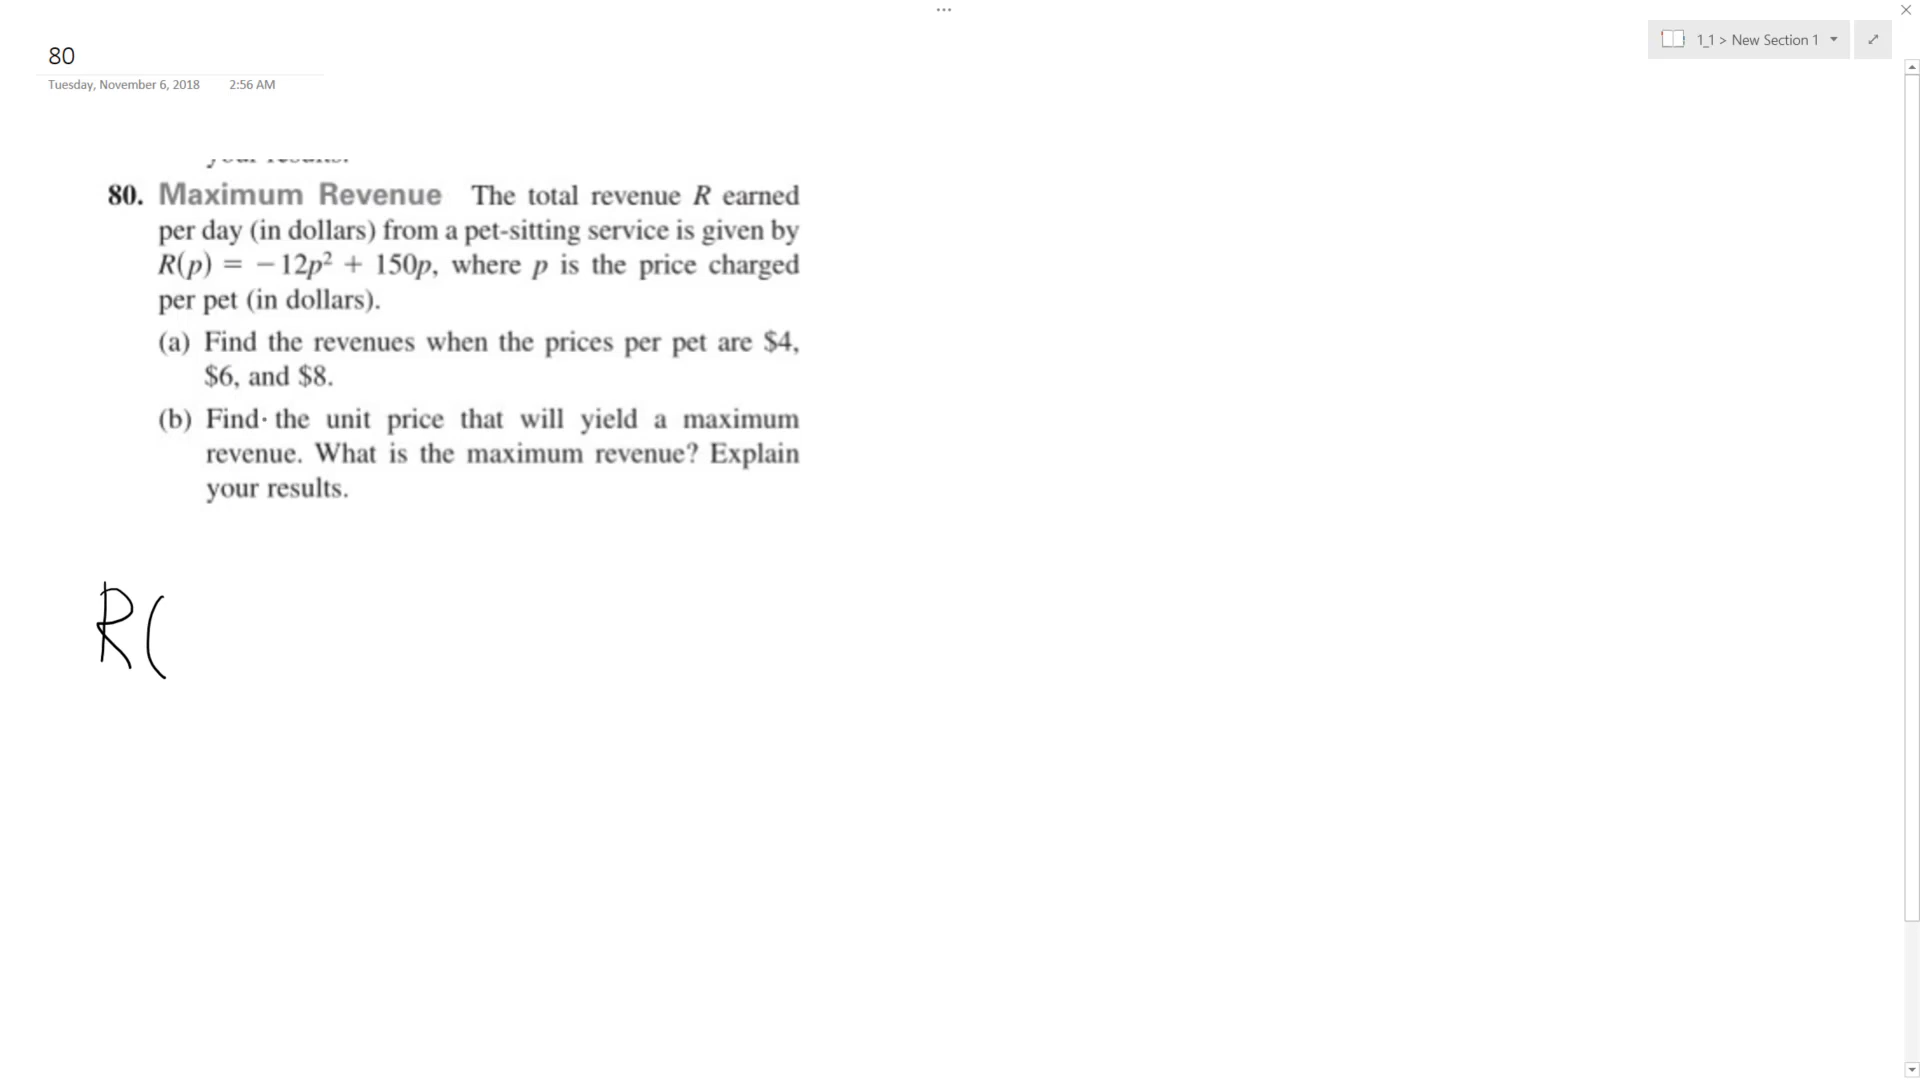 ...
1_1 > New Section 1
80
Tuesday, November 6, 2018 2:56 AM
your results.
80. Maximum Revenue The total revenue R earned
per day (in dollars) from a pet-sitting service is given by
R(p) = −12p² + 150p, where p is the price charged
per pet (in dollars).
(a) Find the revenues when the prices per pet are $4,
$6, and $8.
(b) Find· the unit price that will yield a maximum
revenue. What is the maximum revenue? Explain
your results.
R(